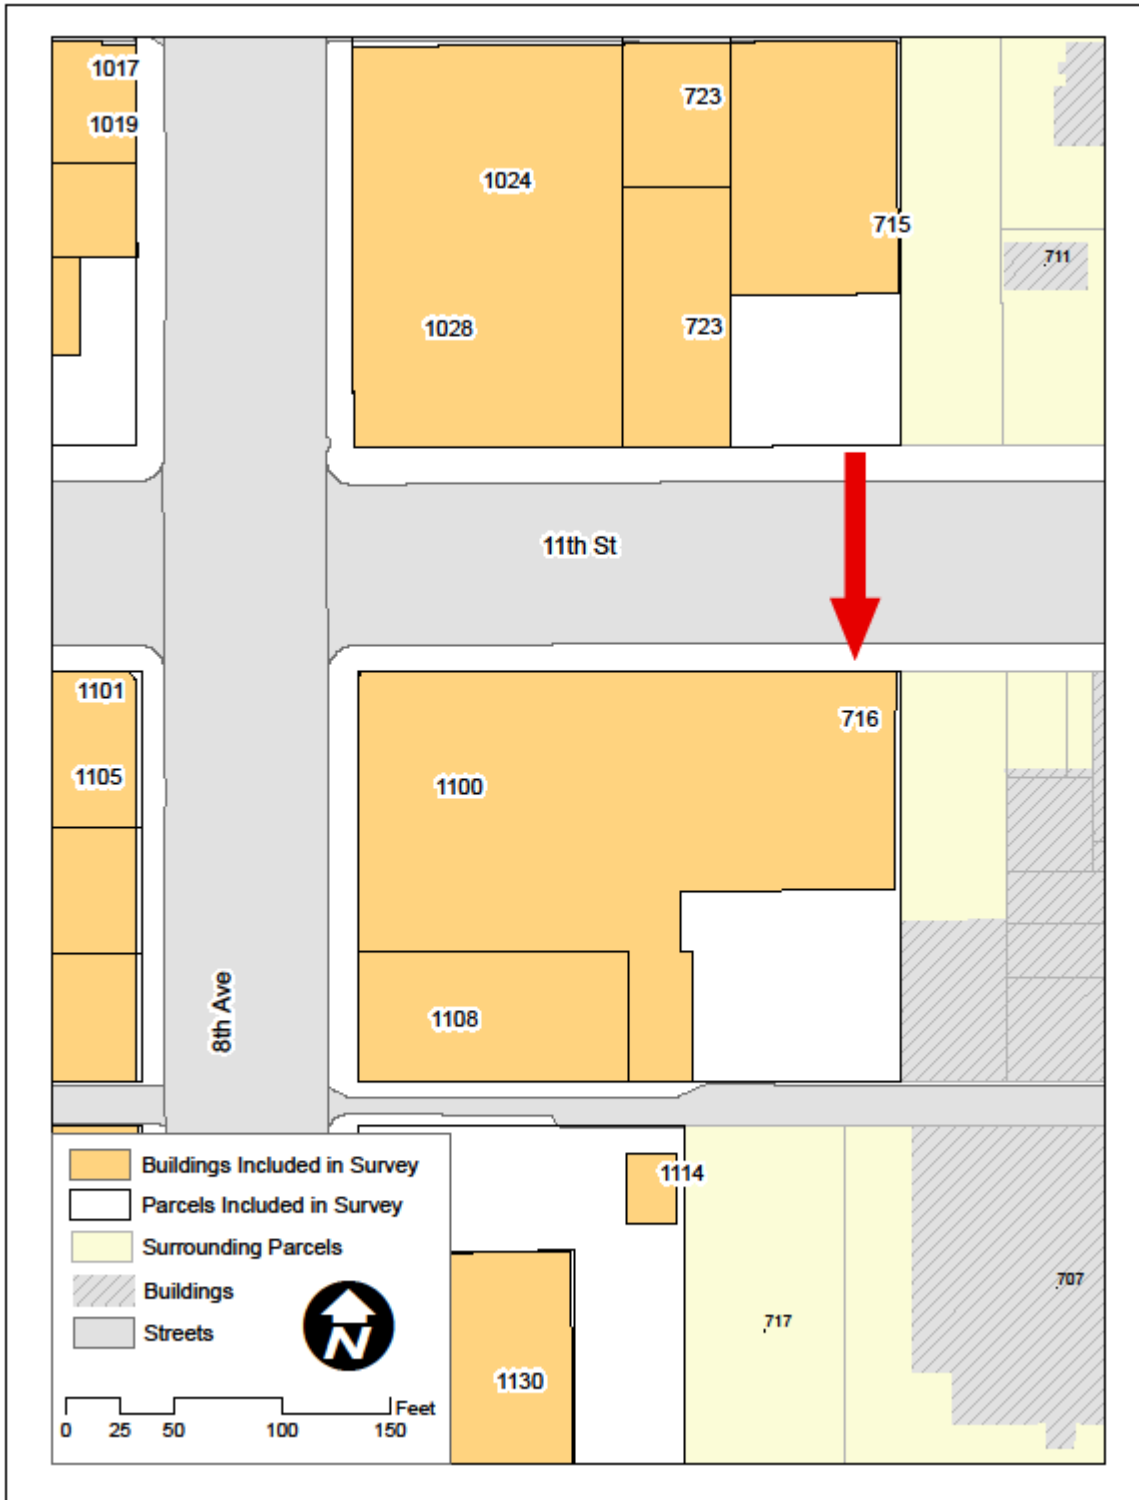 1017
723
1019
1024
715
711
1028
723
11th St
1101
716
1105
1100
8th Ave
1108
1114
Buildings Included in Survey
Parcels Included in Survey
Surrounding Parcels
Buildings
707
717
Streets
N
1130
Feet
0 25 50 100 150